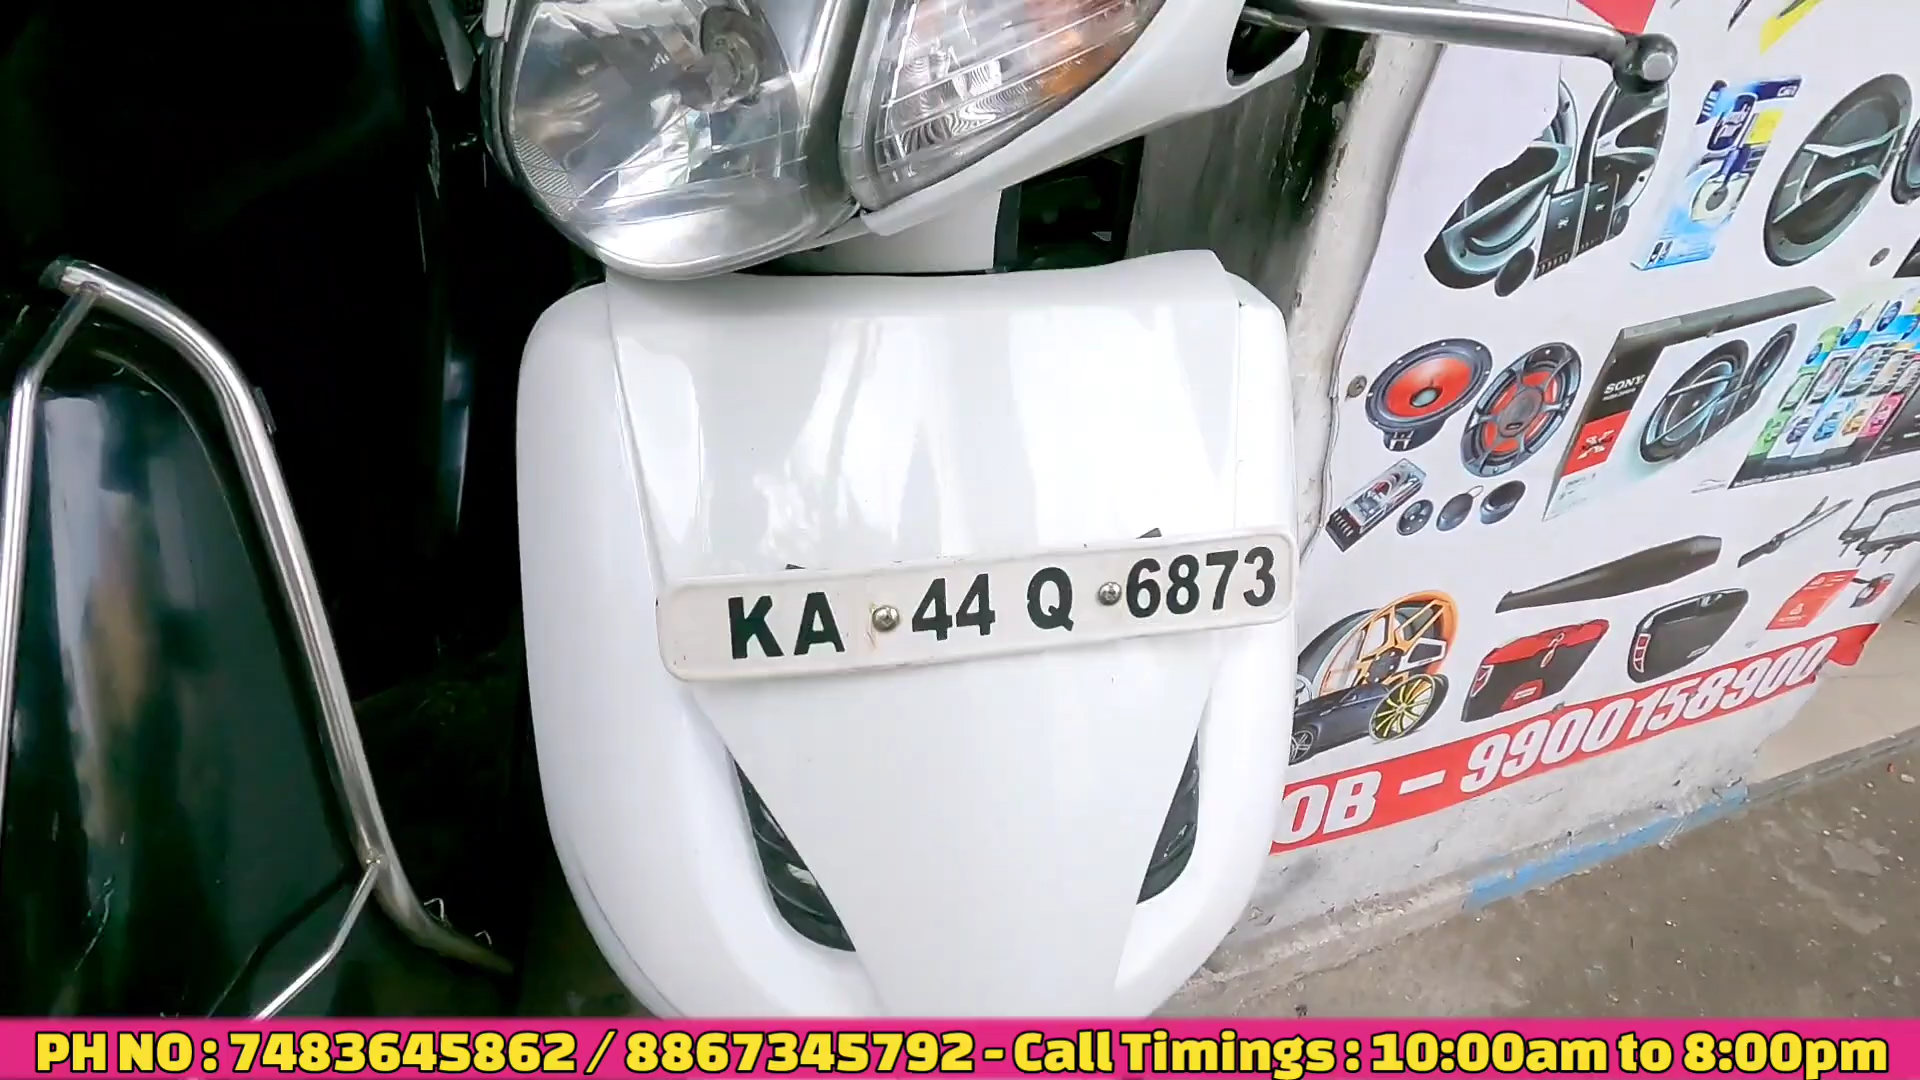 SONY
KA 44 Q 6873
OB - 9900158900
PH NO : 7483645862 / 8867345792 - Call Timings : 10:00am to 8:00pm